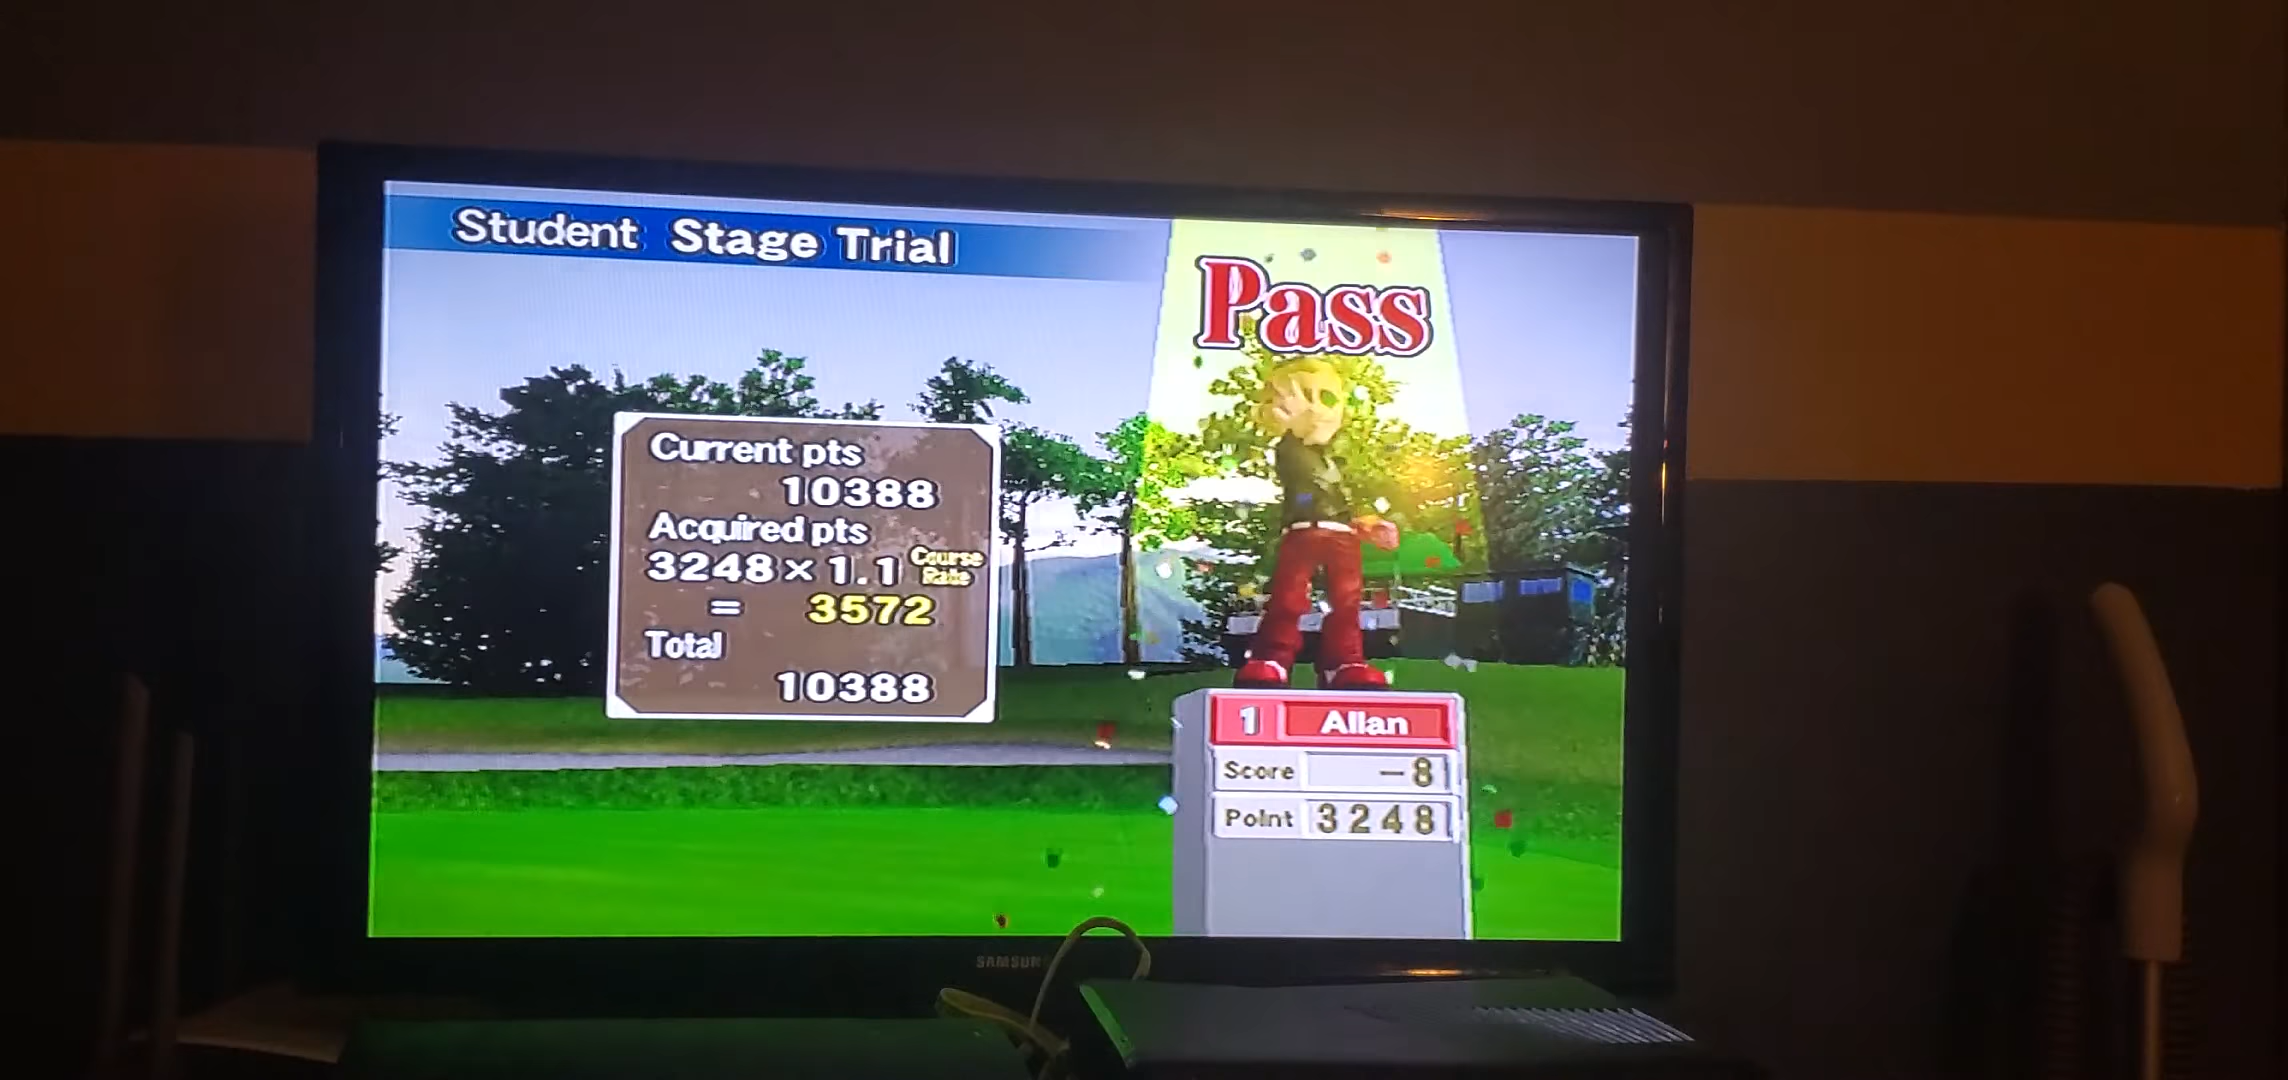 Student Stage Trial
Pass
Current pts
10388
Acquired pts
3248 × 1.1 Course Rate
= 3572
Total
10388
1 Allan
Score -8
Point 3248